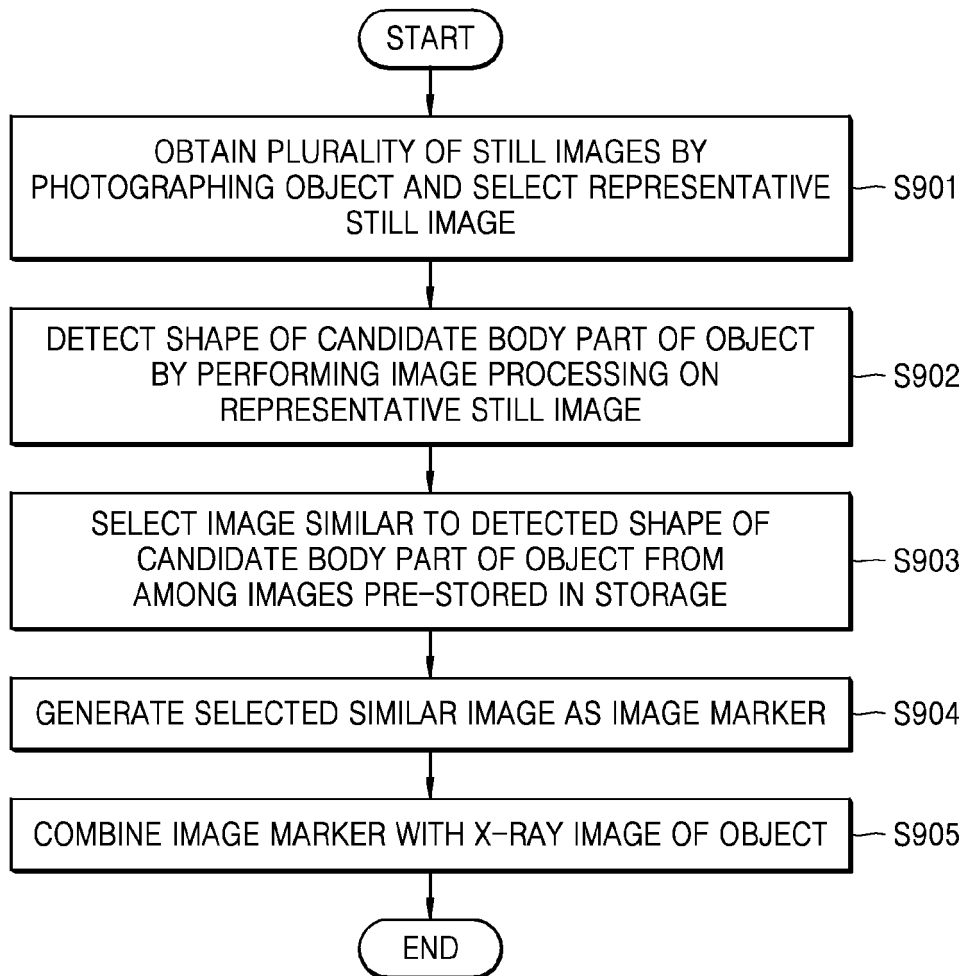 START
OBTAIN PLURALITY OF STILL IMAGES BY
PHOTOGRAPHING OBJECT AND SELECT REPRESENTATIVE
STILL IMAGE
S901
DETECT SHAPE OF CANDIDATE BODY PART OF OBJECT
BY PERFORMING IMAGE PROCESSING ON
REPRESENTATIVE STILL IMAGE
S902
SELECT IMAGE SIMILAR TO DETECTED SHAPE OF
CANDIDATE BODY PART OF OBJECT FROM
AMONG IMAGES PRE-STORED IN STORAGE
S903
GENERATE SELECTED SIMILAR IMAGE AS IMAGE MARKER
S904
COMBINE IMAGE MARKER WITH X-RAY IMAGE OF OBJECT
S905
END